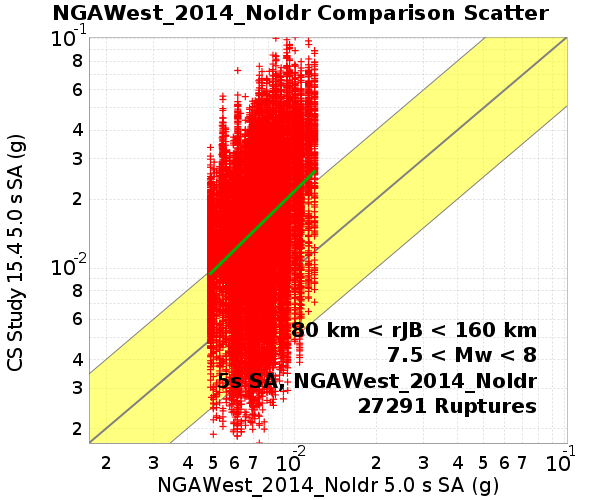 NGAWest_2014_NoIdr Comparison Scatter
10-1
8
6
4
3
2
10-2
8
6
4
3
2
CS Study 15.4 5.0 s SA (g)
80 km < rJB < 160 km
7.5 < Mw < 8
5s SA, NGAWest_2014_NoIdr
27291 Ruptures
2 3 4 5 6 7 10-2 2 3 4 5 6 7 10-1
NGAWest_2014_NoIdr 5.0 s SA (g)